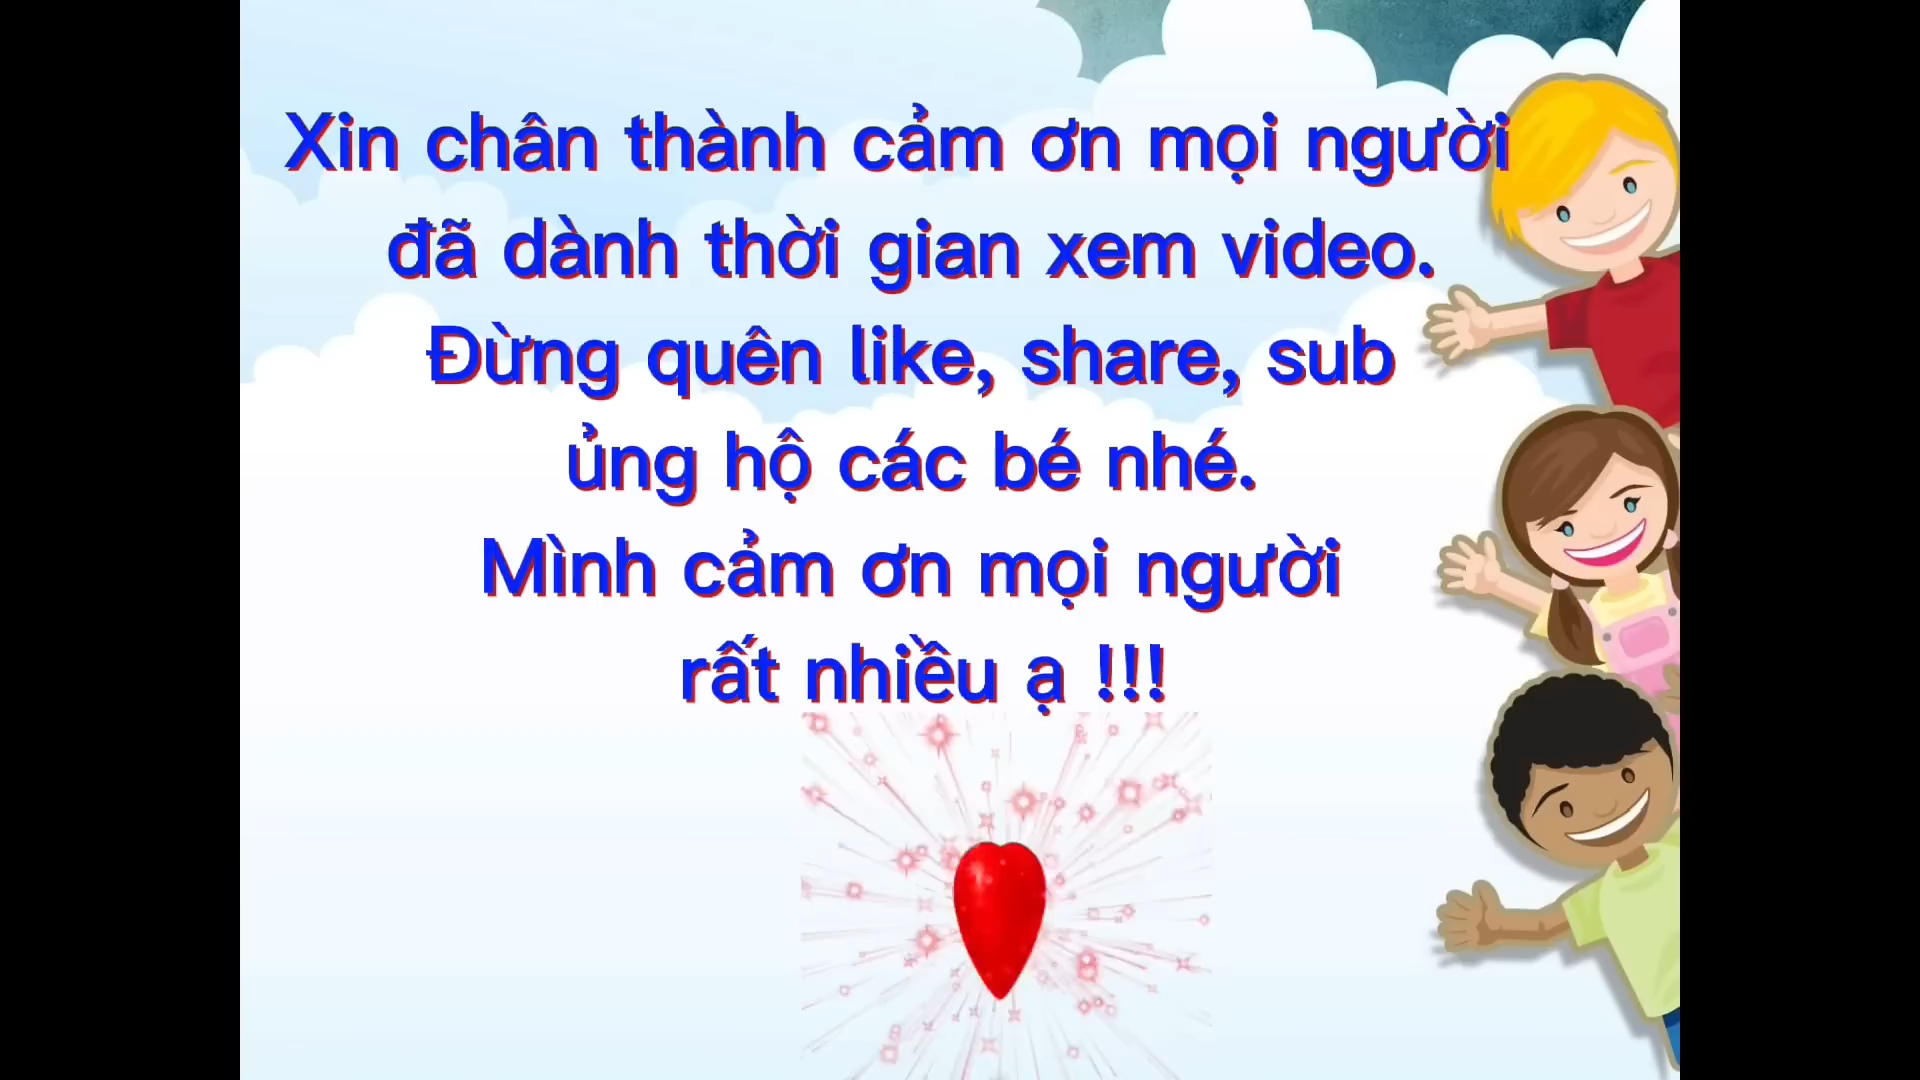 Xin chân thành cảm ơn mọi người
đã dành thời gian xem video.
Đừng quên like, share, sub
ủng hộ các bé nhé.
Mình cảm ơn mọi người
rất nhiều ạ !!!